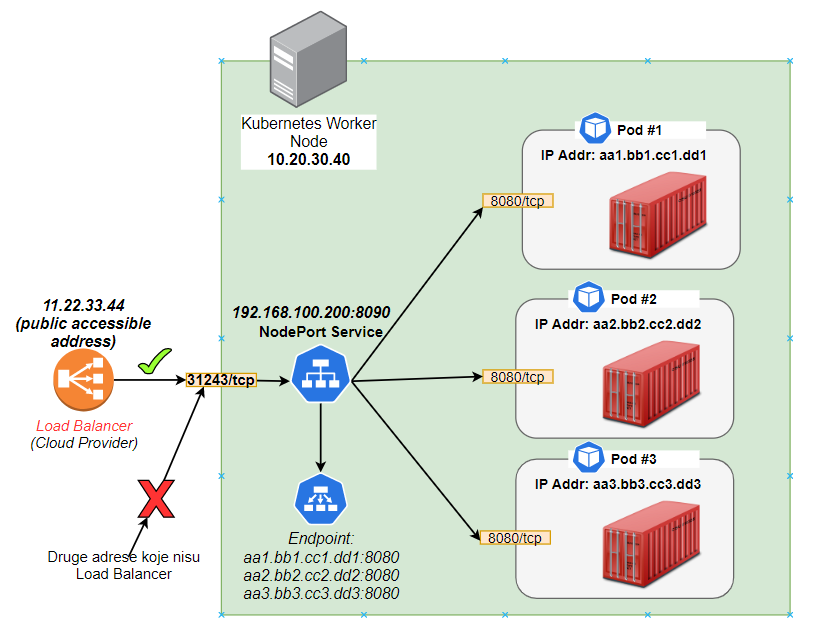 Kubernetes Worker
Node
10.20.30.40
Pod #1
IP Addr: aa1.bb1.cc1.dd1
8080/tcp
11.22.33.44
(public accessible
address)
Load Balancer
(Cloud Provider)
31243/tcp
192.168.100.200:8090
NodePort Service
Pod #2
IP Addr: aa2.bb2.cc2.dd2
8080/tcp
Pod #3
IP Addr: aa3.bb3.cc3.dd3
8080/tcp
Endpoint:
aa1.bb1.cc1.dd1:8080
aa2.bb2.cc2.dd2:8080
aa3.bb3.cc3.dd3:8080
Druge adrese koje nisu
Load Balancer